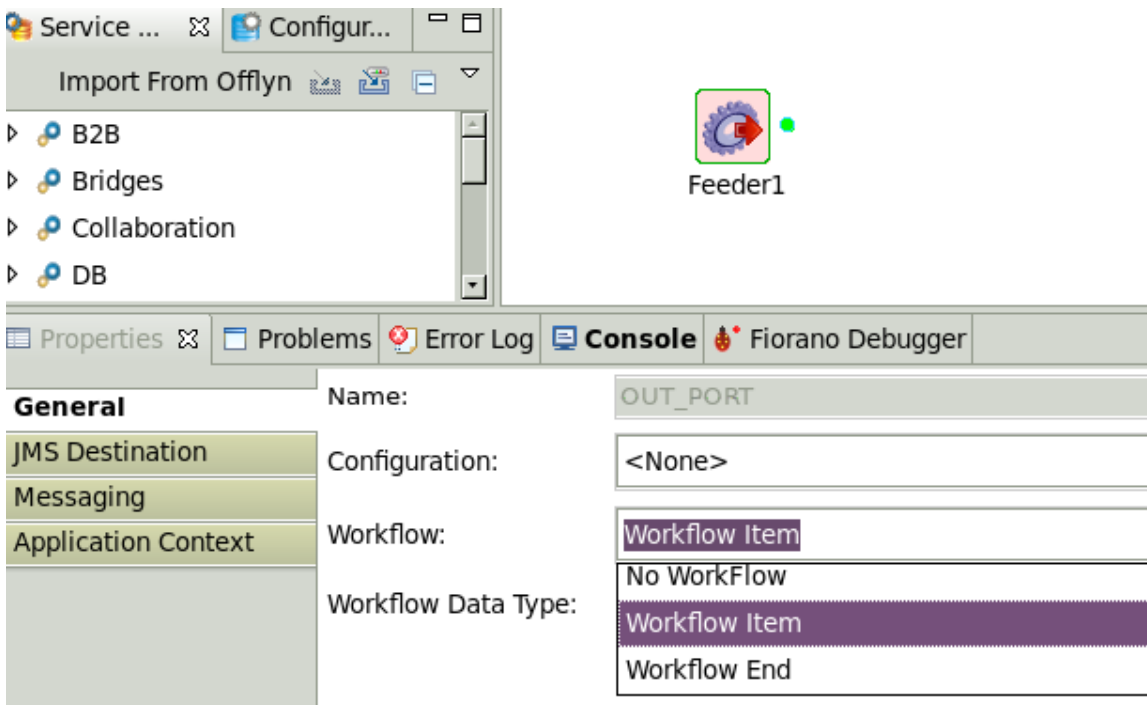 Service ...
Configur...
Import From Offlyn
B2B
Bridges
Collaboration
DB
Feeder1
Properties
Problems
Error Log
Console
Fiorano Debugger
General
JMS Destination
Messaging
Application Context
Name:
OUT_PORT
Configuration:
<None>
Workflow:
Workflow Item
No WorkFlow
Workflow Item
Workflow End
Workflow Data Type: